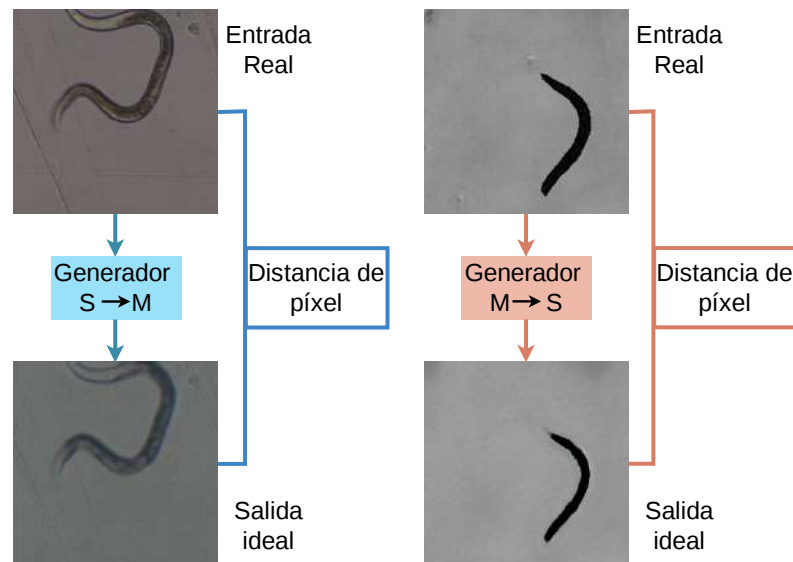 Entrada
Real
Generador
S → M
Distancia de
píxel
Salida
ideal
Entrada
Real
Generador
M → S
Distancia de
píxel
Salida
ideal